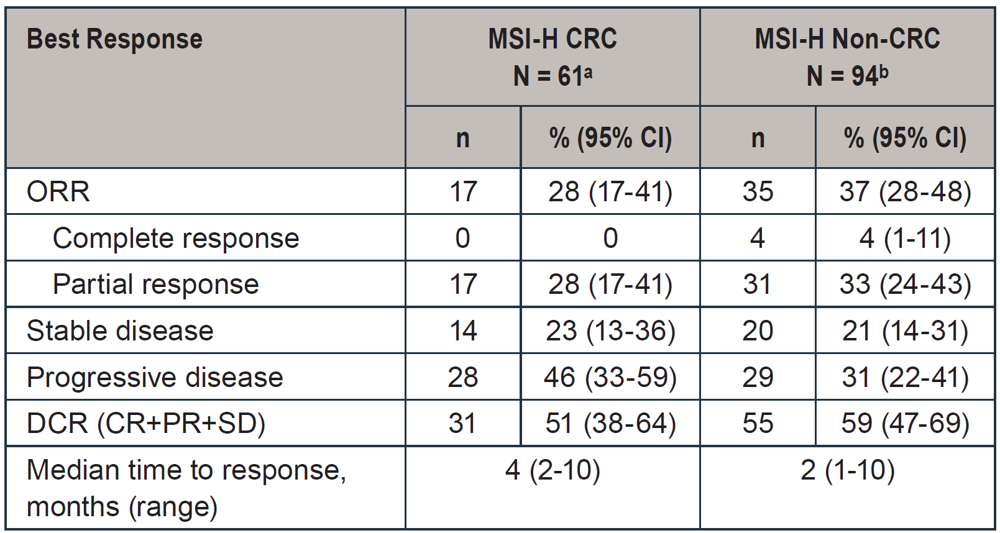 Best Response MSI-H CRC MSI-H Non-CRC
N = 61a N = 94b
n % (95% CI) n % (95% CI)
ORR 17 28 (17-41) 35 37 (28-48)
Complete response 0 0 4 4 (1-11)
Partial response 17 28 (17-41) 31 33 (24-43)
Stable disease 14 23 (13-36) 20 21 (14-31)
Progressive disease 28 46 (33-59) 29 31 (22-41)
DCR (CR+PR+SD) 31 51 (38-64) 55 59 (47-69)
Median time to response, 4 (2-10) 2 (1-10)
months (range)